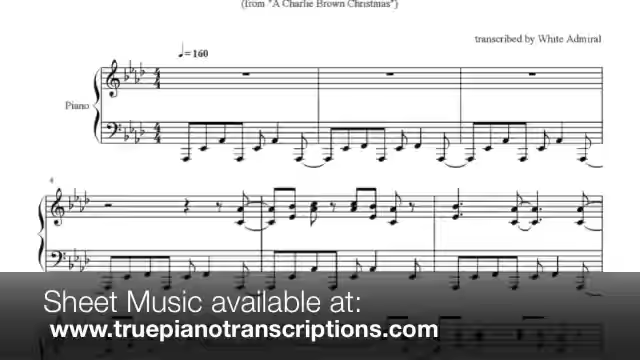 (from "A Charlie Brown Christmas")
transcribed by White Admiral
♩=160
Piano
4
Sheet Music available at:
www.truepianotranscriptions.com